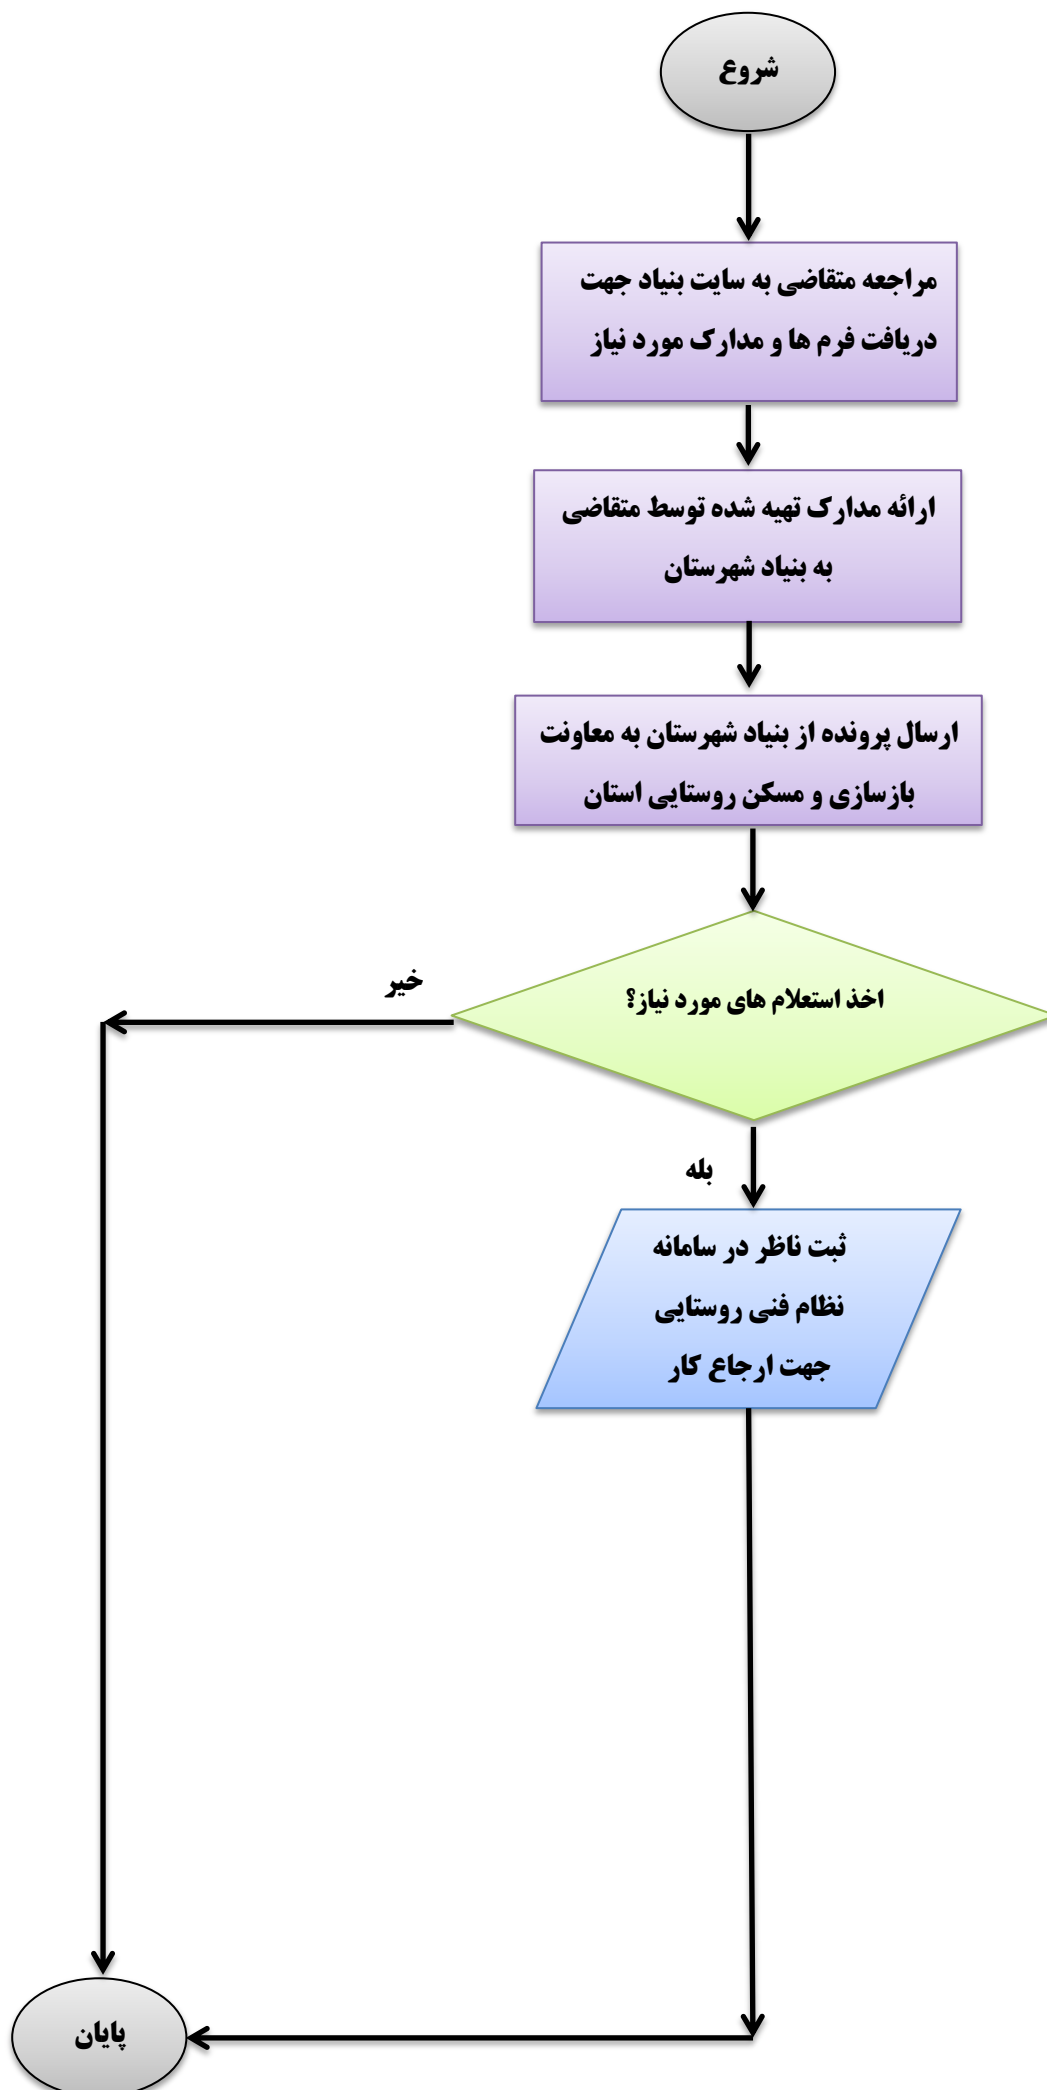 شروع
مراجعه متقاضی به سایت بنیاد جهت
دریافت فرم ها و مدارک مورد نیاز
ارائه مدارک تهیه شده توسط متقاضی
به بنیاد شهرستان
ارسال پرونده از بنیاد شهرستان به معاونت
بازسازی و مسکن روستایی استان
اخذ استعلام های مورد نیاز؟
خیر
بله
ثبت ناظر در سامانه
نظام فنی روستایی
جهت ارجاع کار
پایان